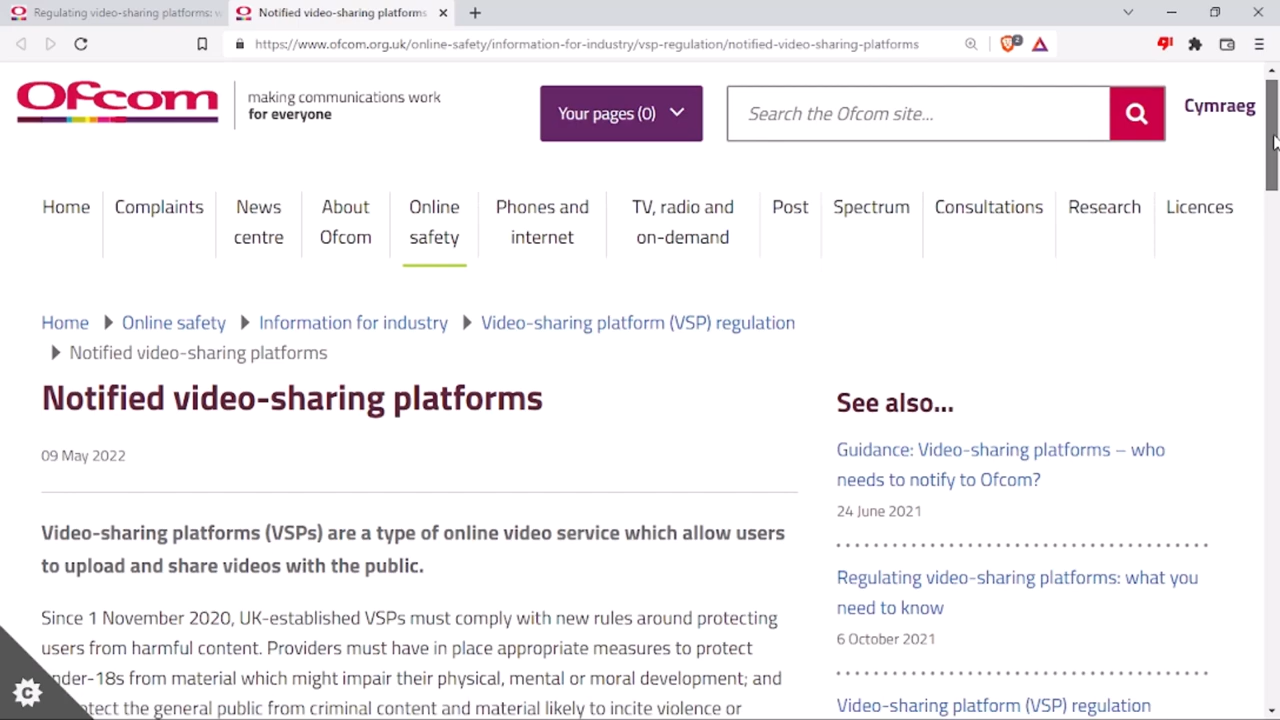 Regulating video-sharing platforms:
Notified video-sharing platforms
https://www.ofcom.org.uk/online-safety/information-for-industry/vsp-regulation/notified-video-sharing-platforms
2
Ofcom
making communications work
for everyone
Your pages (0)
Search the Ofcom site...
Cymraeg
Home
Complaints
News
centre
About
Ofcom
Online
safety
Phones and
internet
TV, radio and
on-demand
Post
Spectrum
Consultations
Research
Licences
Home
Online safety
Information for industry
Video-sharing platform (VSP) regulation
Notified video-sharing platforms
Notified video-sharing platforms
09 May 2022
Video-sharing platforms (VSPs) are a type of online video service which allow users
to upload and share videos with the public.
Since 1 November 2020, UK-established VSPs must comply with new rules around protecting
users from harmful content. Providers must have in place appropriate measures to protect
under-18s from material which might impair their physical, mental or moral development; and
protect the general public from criminal content and material likely to incite violence or
See also...
Guidance: Video-sharing platforms – who
needs to notify to Ofcom?
24 June 2021
Regulating video-sharing platforms: what you
need to know
6 October 2021
Video-sharing platform (VSP) regulation
C